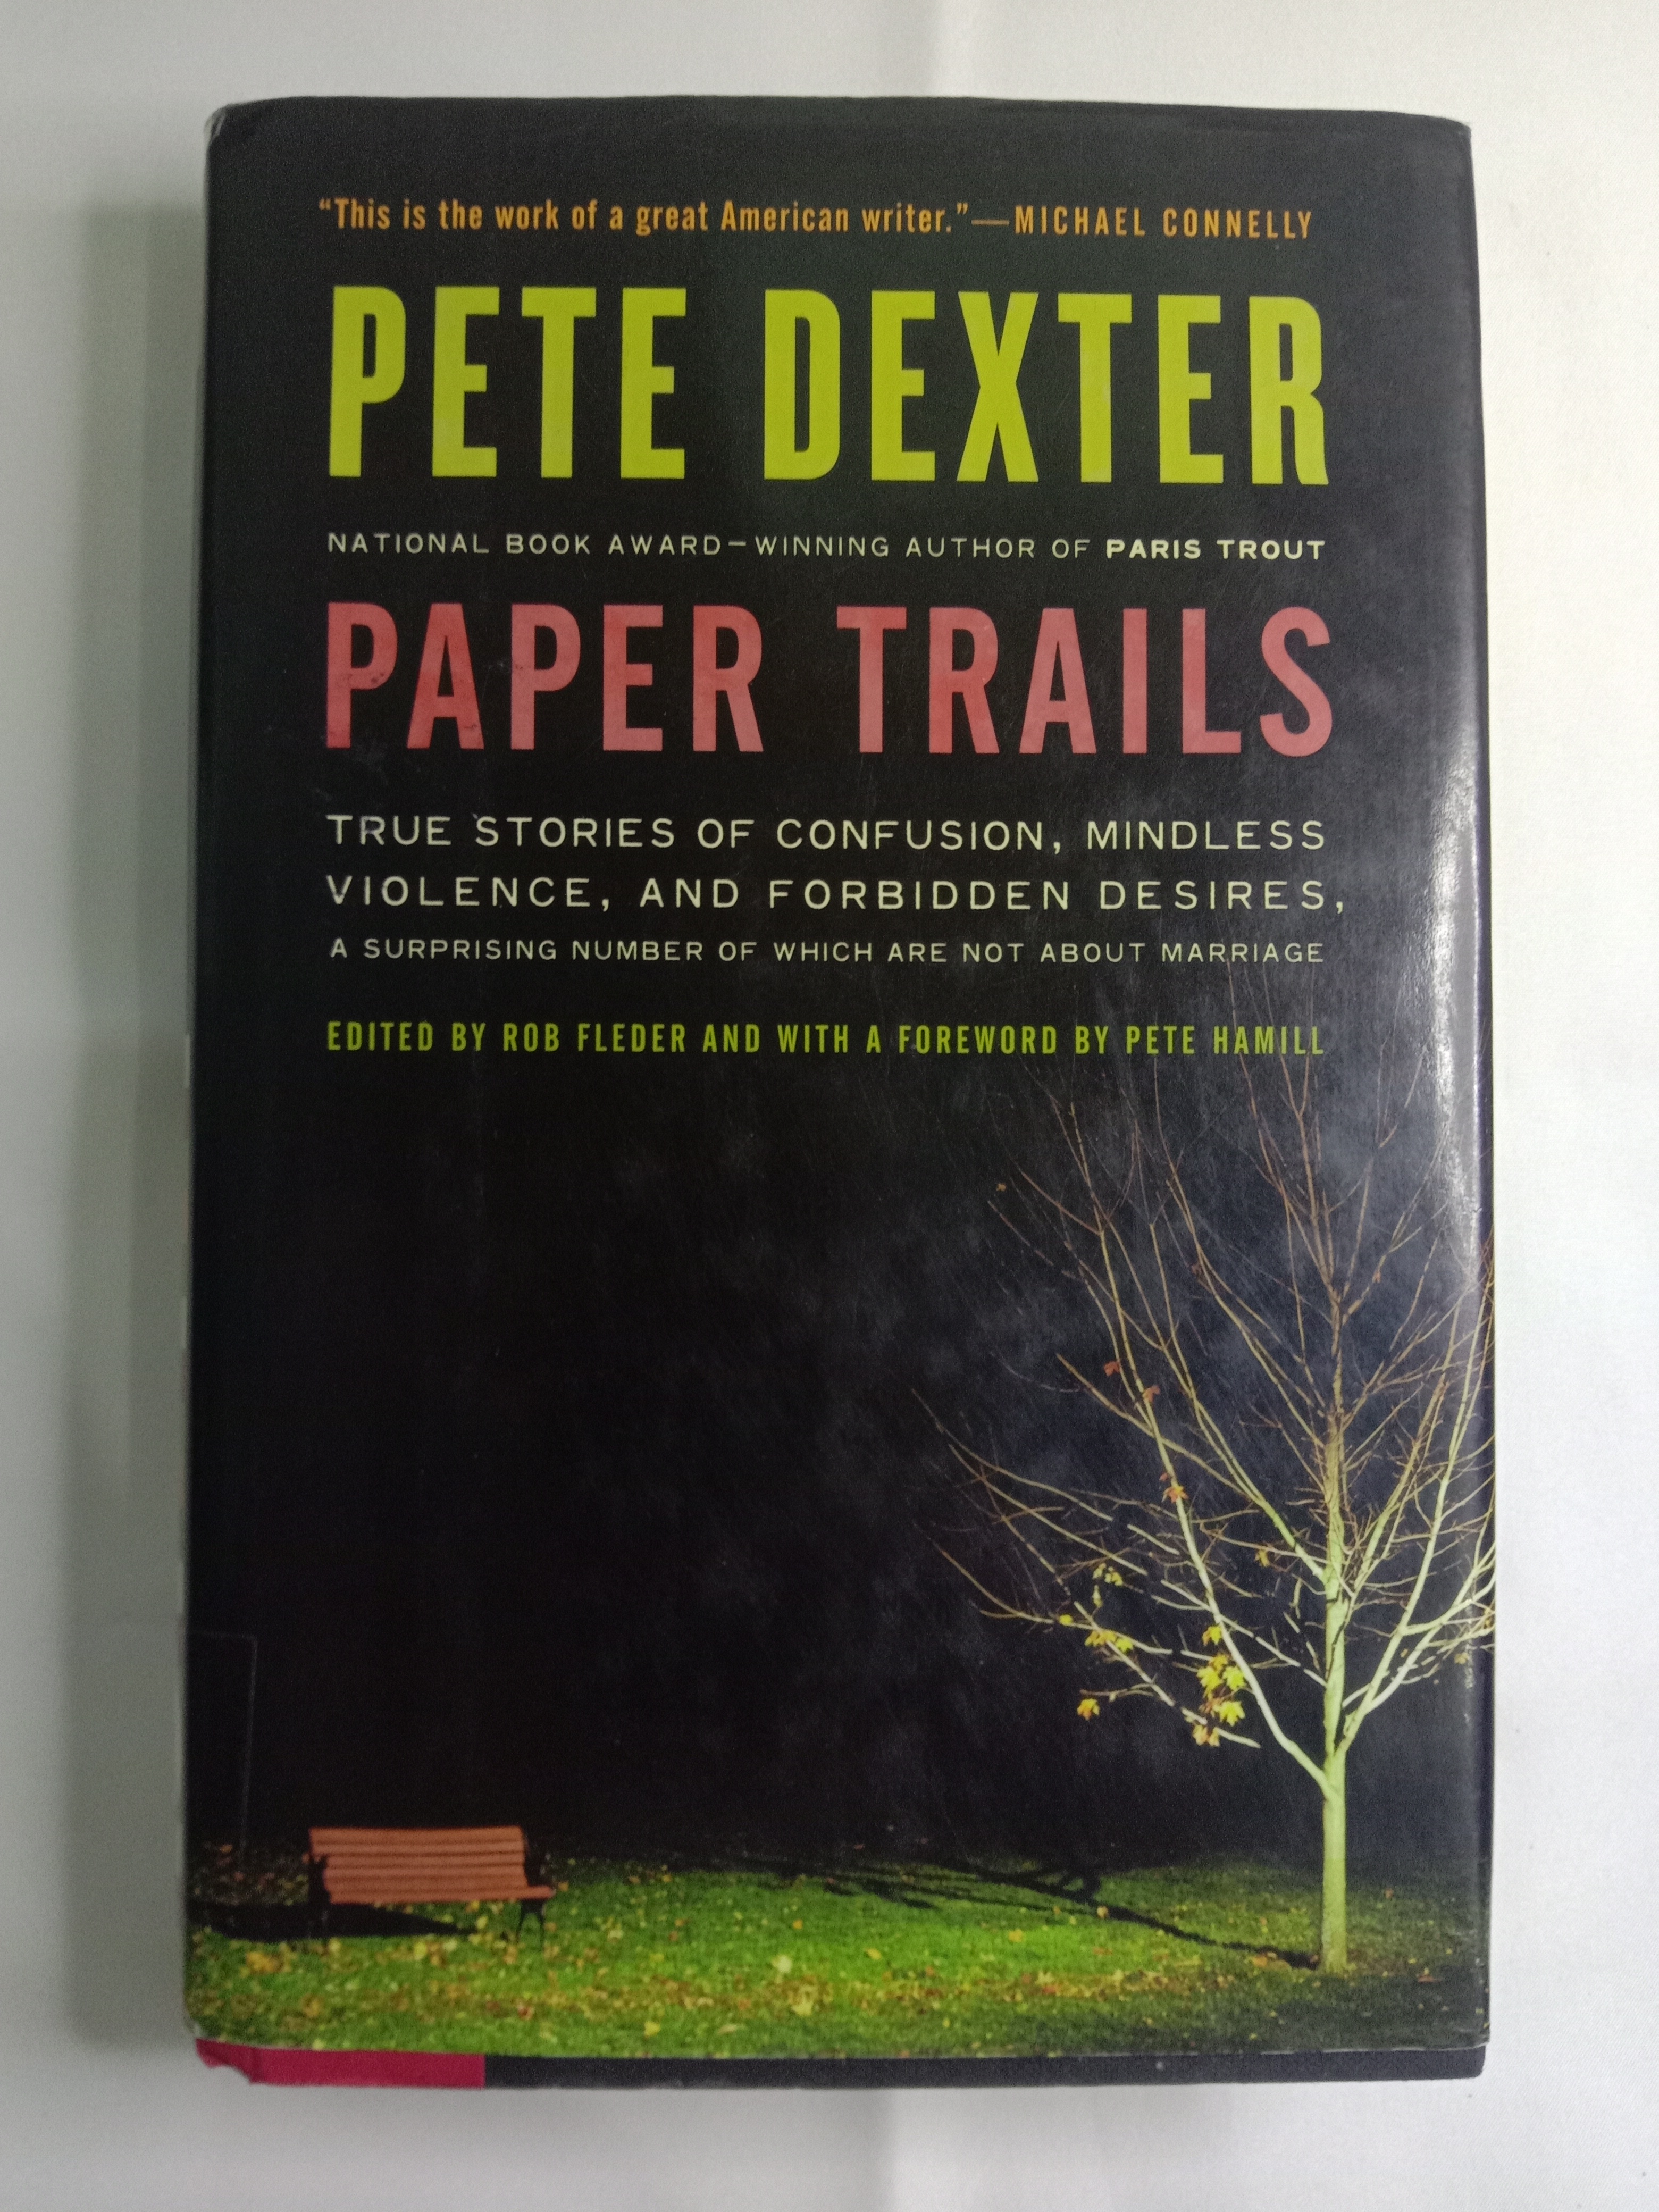 “This is the work of a great American writer.”—MICHAEL CONNELLY
PETE DEXTER
NATIONAL BOOK AWARD–WINNING AUTHOR OF PARIS TROUT
PAPER TRAILS
TRUE STORIES OF CONFUSION, MINDLESS
VIOLENCE, AND FORBIDDEN DESIRES,
A SURPRISING NUMBER OF WHICH ARE NOT ABOUT MARRIAGE
EDITED BY ROB FLEDER AND WITH A FOREWORD BY PETE HAMILL